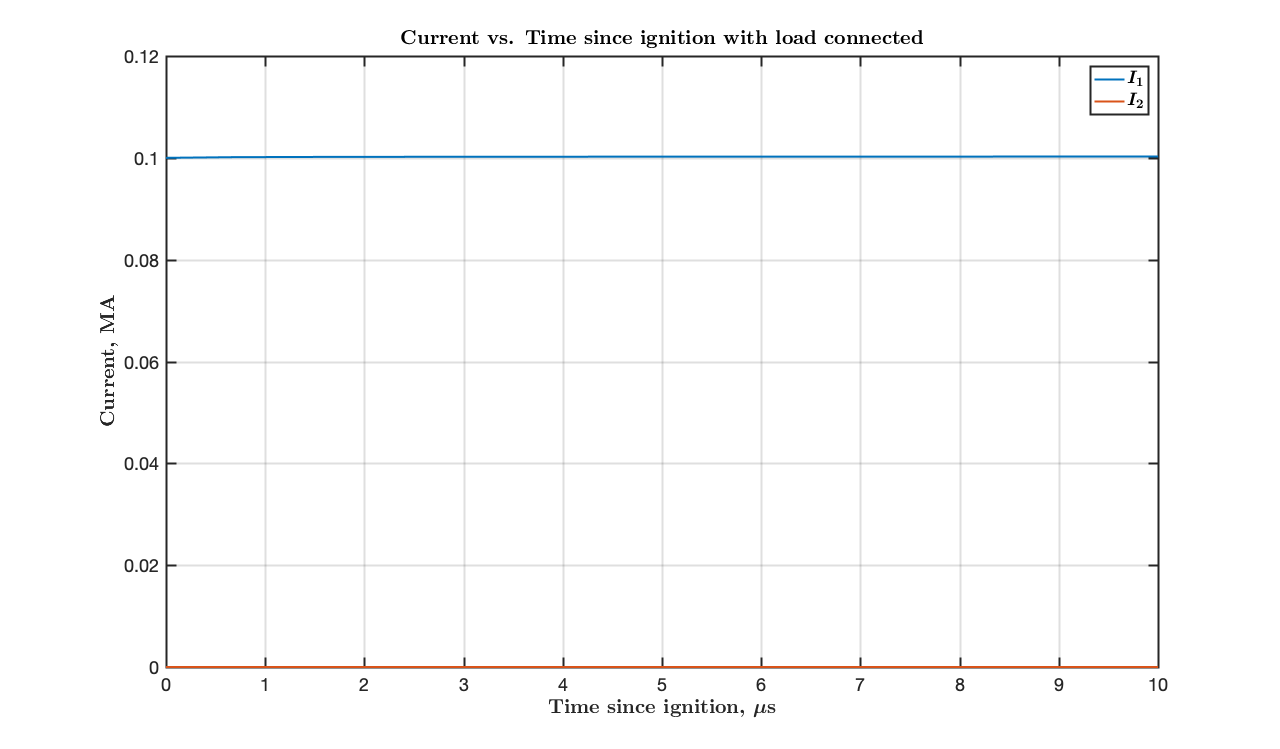 Current vs. Time since ignition with load connected
I₁
I₂
Current, MA
0.12
0.1
0.08
0.06
0.04
0.02
0
0 1 2 3 4 5 6 7 8 9 10
Time since ignition, μs